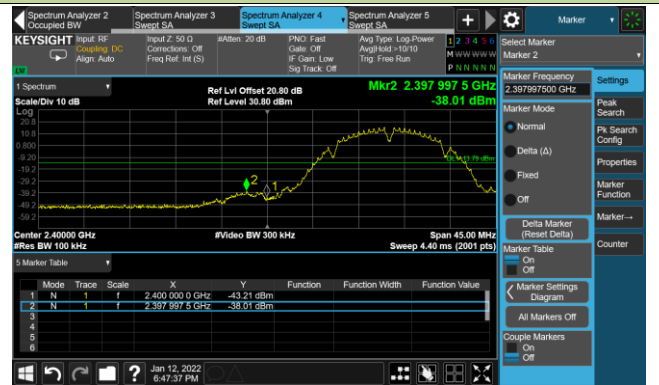 Spectrum Analyzer 2
Occupied BW
Spectrum Analyzer 3
Swept SA
Spectrum Analyzer 4
Swept SA
Spectrum Analyzer 5
Swept SA
Marker
KEYSIGHT
Input: RF
Coupling: DC
Align: Auto
Input Z: 50 Ω
Corrections: Off
Freq Ref: Int (S)
#Atten: 20 dB
PNO: Fast
Gate: Off
IF Gain: Low
Sig Track: Off
Avg Type: Log-Power
Avg|Hold:>10/10
Trig: Free Run
1 2 3 4 5 6
M W W W W W
P N N N N N
LW
Select Marker
Marker 2
1 Spectrum
Scale/Div 10 dB
Log
Ref Lvl Offset 20.80 dB
Ref Level 30.80 dBm
Mkr2 2.397 997 5 GHz
-38.01 dBm
20.8
10.8
0.800
-9.20
-19.2
-29.2
-39.2
-49.2
-59.2
2
1
Center 2.40000 GHz
#Res BW 100 kHz
#Video BW 300 kHz
Span 45.00 MHz
Sweep 4.40 ms (2001 pts)
5 Marker Table
Mode Trace Scale X Y Function Function Width Function Value
1 N 1 f 2.400 000 0 GHz -43.21 dBm
2 N 1 f 2.397 997 5 GHz -38.01 dBm
3
4
5
6
Marker Frequency
2.397997500 GHz
Marker Mode
Normal
Delta (Δ)
Fixed
Off
Delta Marker
(Reset Delta)
Marker Table
On
Off
Marker Settings
Diagram
All Markers Off
Couple Markers
On
Off
Settings
Peak
Search
Pk Search
Config
Properties
Marker
Function
Marker→
Counter
Jan 12, 2022
6:47:37 PM